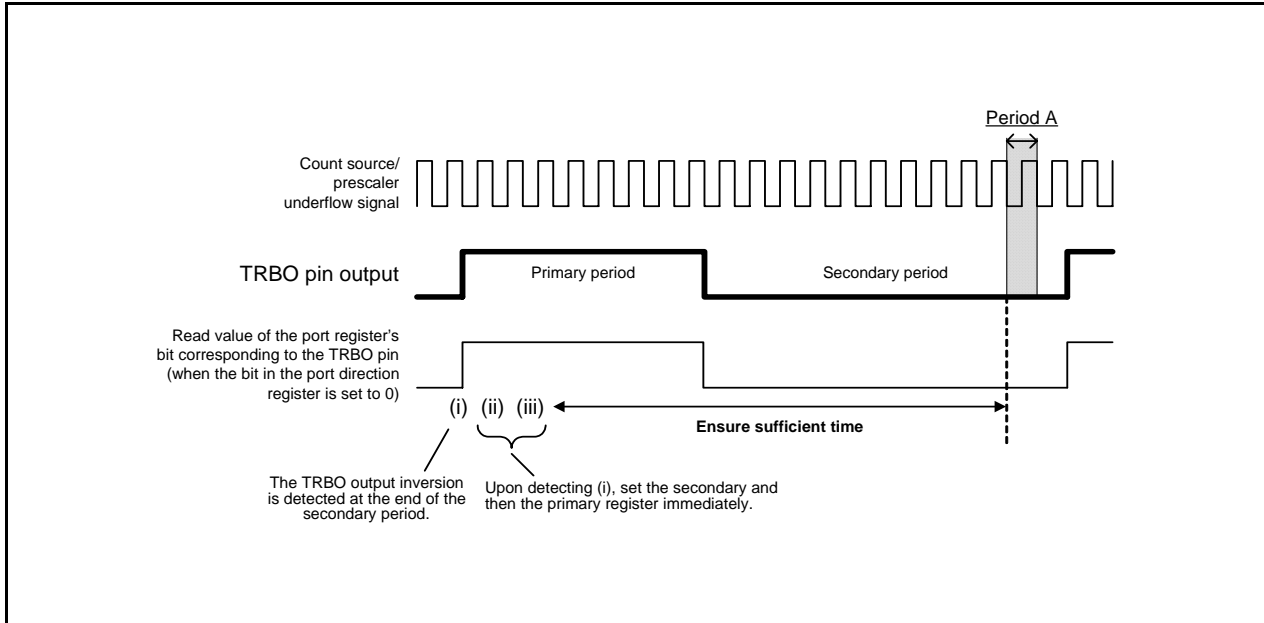 Period A
Count source/
prescaler
underflow signal
TRBO pin output
Primary period
Secondary period
Read value of the port register's
bit corresponding to the TRBO pin
(when the bit in the port direction
register is set to 0)
(i) (ii) (iii)
Ensure sufficient time
The TRBO output inversion
is detected at the end of the
secondary period.
Upon detecting (i), set the secondary and
then the primary register immediately.